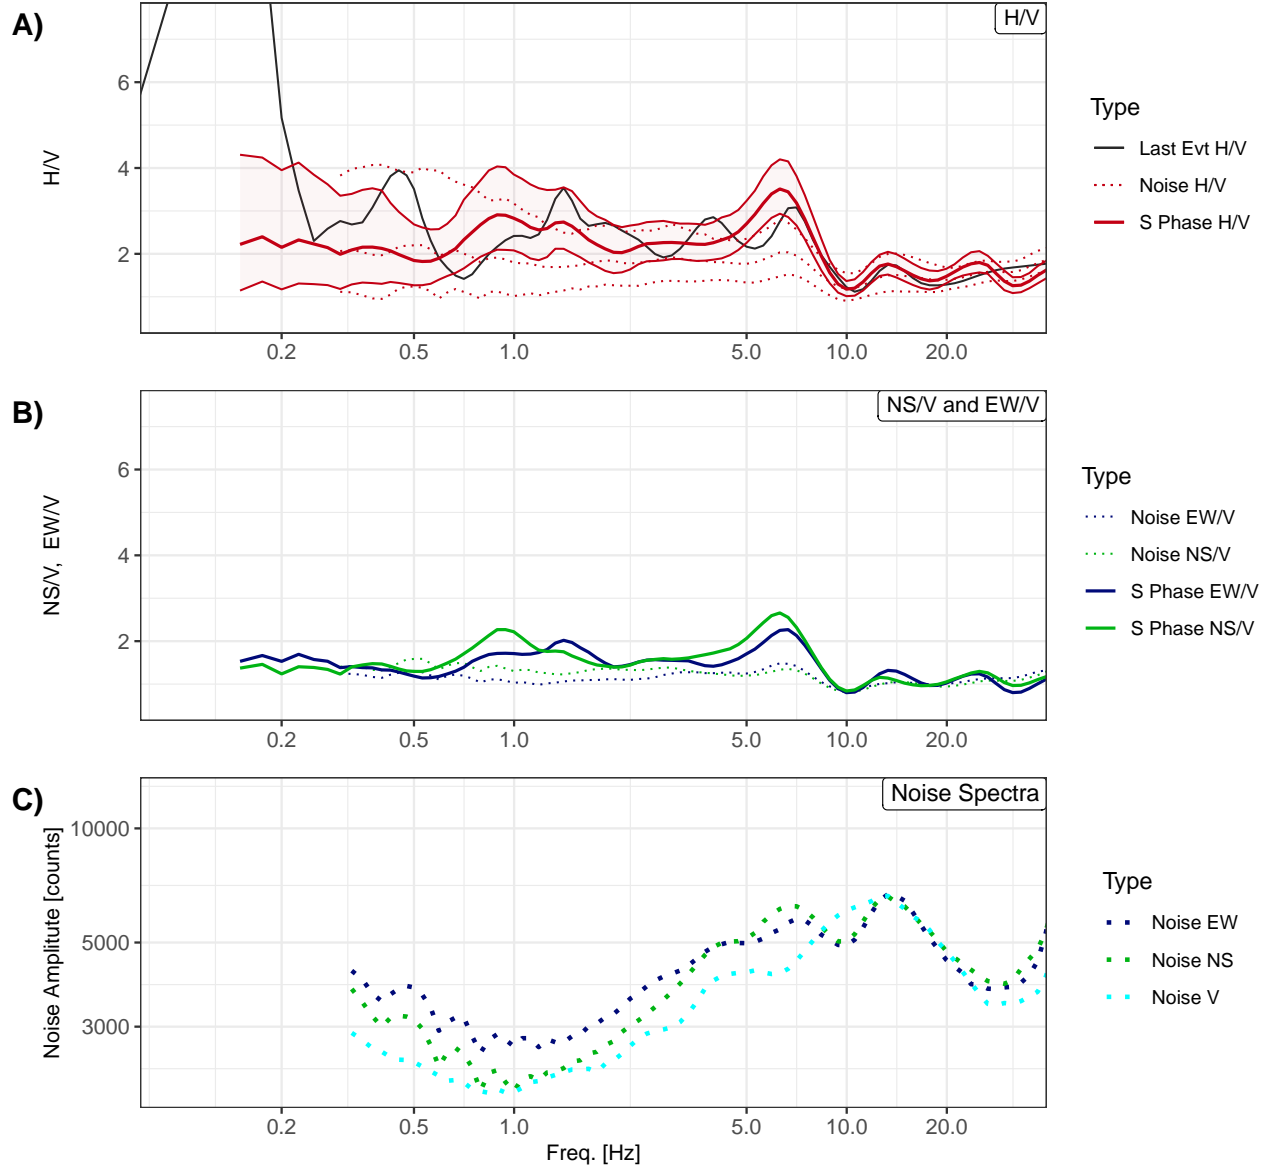 A)
H/V
H/V
6
4
2
0.2 0.5 1.0 5.0 10.0 20.0
Type
Last Evt H/V
Noise H/V
S Phase H/V
B)
NS/V and EW/V
NS/V, EW/V
6
4
2
0.2 0.5 1.0 5.0 10.0 20.0
Type
Noise EW/V
Noise NS/V
S Phase EW/V
S Phase NS/V
C)
Noise Spectra
Noise Amplitude [counts]
10000
5000
3000
0.2 0.5 1.0 5.0 10.0 20.0
Freq. [Hz]
Type
Noise EW
Noise NS
Noise V